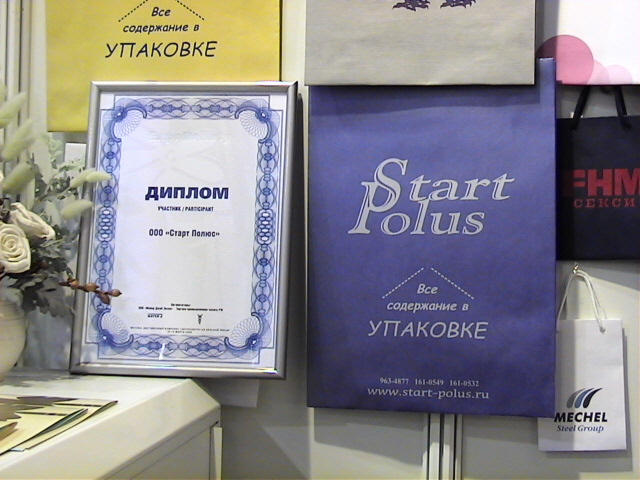 Все
содержание в
УПАКОВКЕ
ДИПЛОМ
УЧАСТНИК / PARTICIPANT
ООО «Старт Полюс»
Start
Polus
Все
содержание в
УПАКОВКЕ
963-4877 161-0549 161-0532
www.start-polus.ru
FHM
СЕКСИ
MECHEL
Steel Group